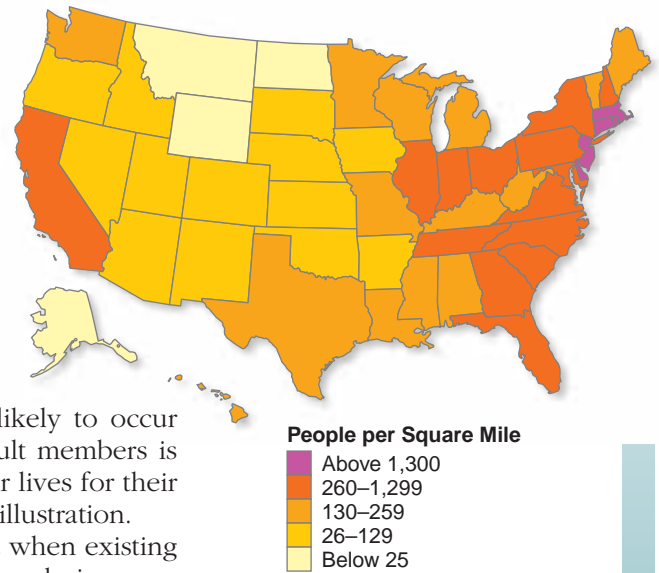 likely to occur
ult members is
r lives for their
illustration.
when existing
People per Square Mile
Above 1,300
260–1,299
130–259
26–129
Below 25